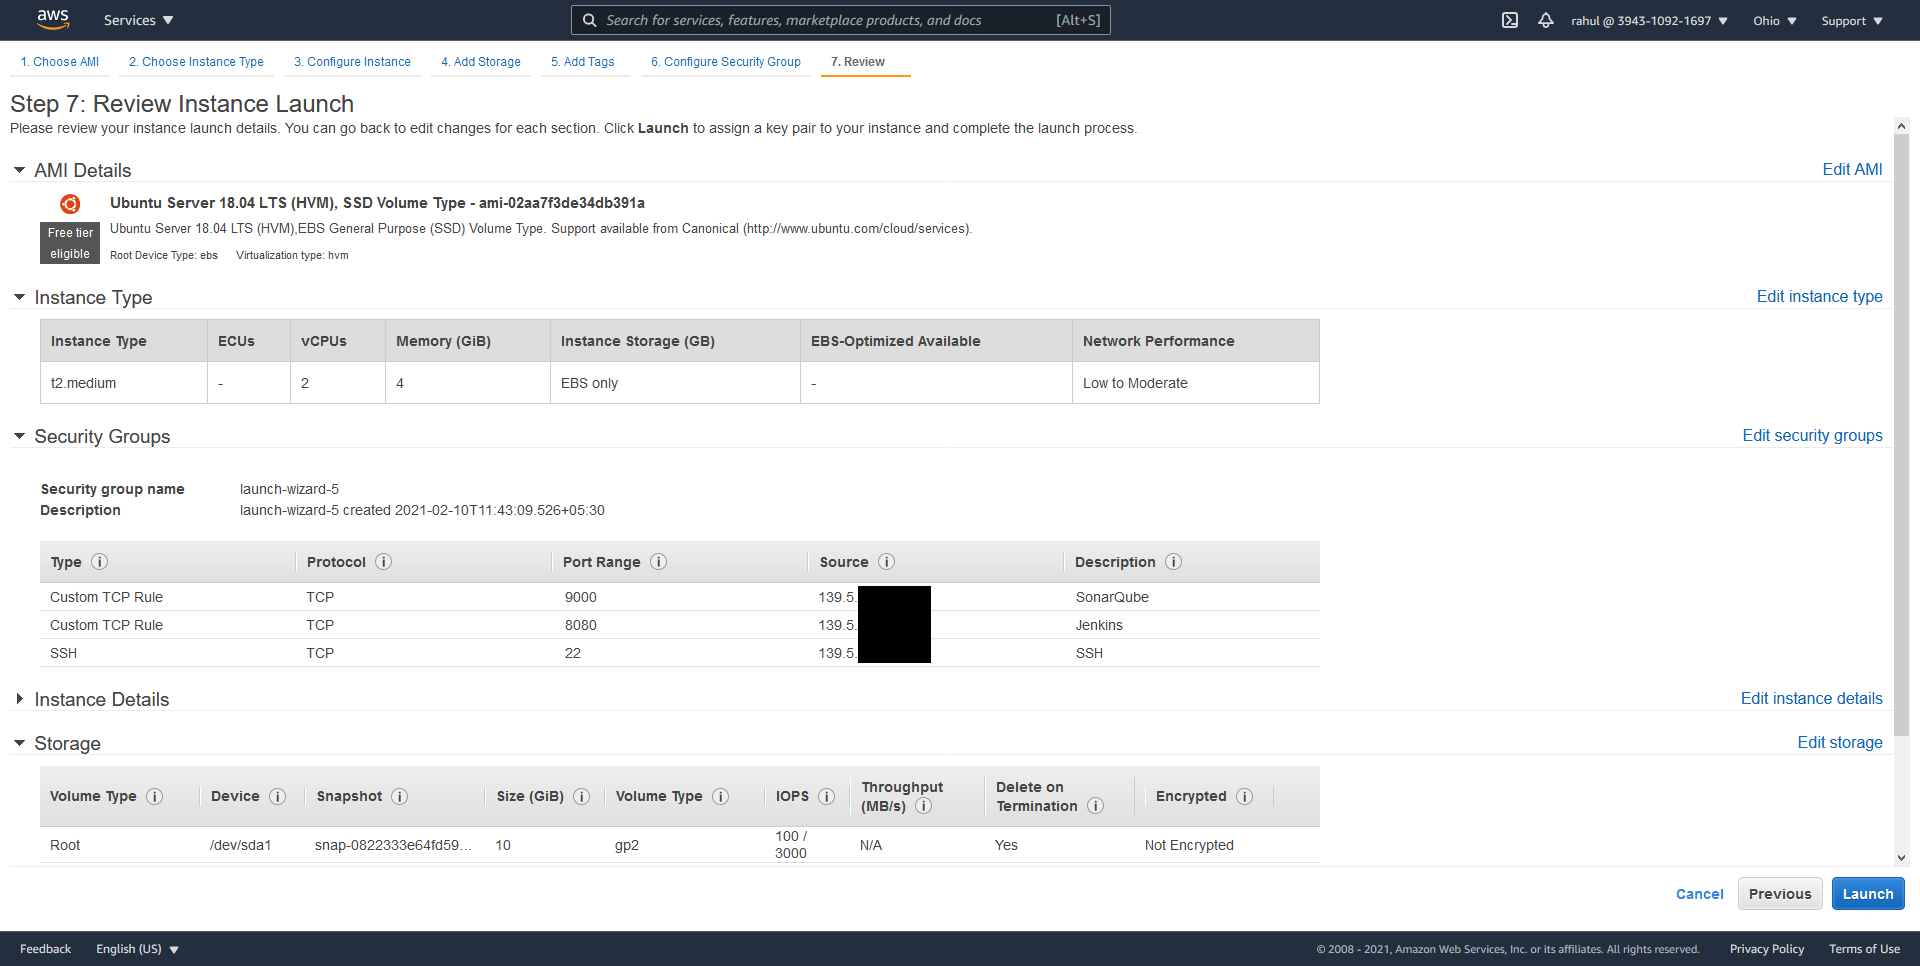 aws Services Search for services, features, marketplace products, and docs [Alt+S] rahul @ 3943-1092-1697 Ohio Support
1. Choose AMI 2. Choose Instance Type 3. Configure Instance 4. Add Storage 5. Add Tags 6. Configure Security Group 7. Review
Step 7: Review Instance Launch
Please review your instance launch details. You can go back to edit changes for each section. Click Launch to assign a key pair to your instance and complete the launch process.
AMI Details Edit AMI
Ubuntu Server 18.04 LTS (HVM), SSD Volume Type - ami-02aa7f3de34db391a
Free tier eligible
Ubuntu Server 18.04 LTS (HVM),EBS General Purpose (SSD) Volume Type. Support available from Canonical (http://www.ubuntu.com/cloud/services).
Root Device Type: ebs Virtualization type: hvm
Instance Type Edit instance type
Instance Type ECUs vCPUs Memory (GiB) Instance Storage (GB) EBS-Optimized Available Network Performance
t2.medium - 2 4 EBS only - Low to Moderate
Security Groups Edit security groups
Security group name launch-wizard-5
Description launch-wizard-5 created 2021-02-10T11:43:09.526+05:30
Type Protocol Port Range Source Description
Custom TCP Rule TCP 9000 139.5. SonarQube
Custom TCP Rule TCP 8080 139.5. Jenkins
SSH TCP 22 139.5. SSH
Instance Details Edit instance details
Storage Edit storage
Volume Type Device Snapshot Size (GiB) Volume Type IOPS Throughput (MB/s) Delete on Termination Encrypted
Root /dev/sda1 snap-0822333e64fd59... 10 gp2 100 / 3000 N/A Yes Not Encrypted
Cancel Previous Launch
Feedback English (US) © 2008 - 2021, Amazon Web Services, Inc. or its affiliates. All rights reserved. Privacy Policy Terms of Use